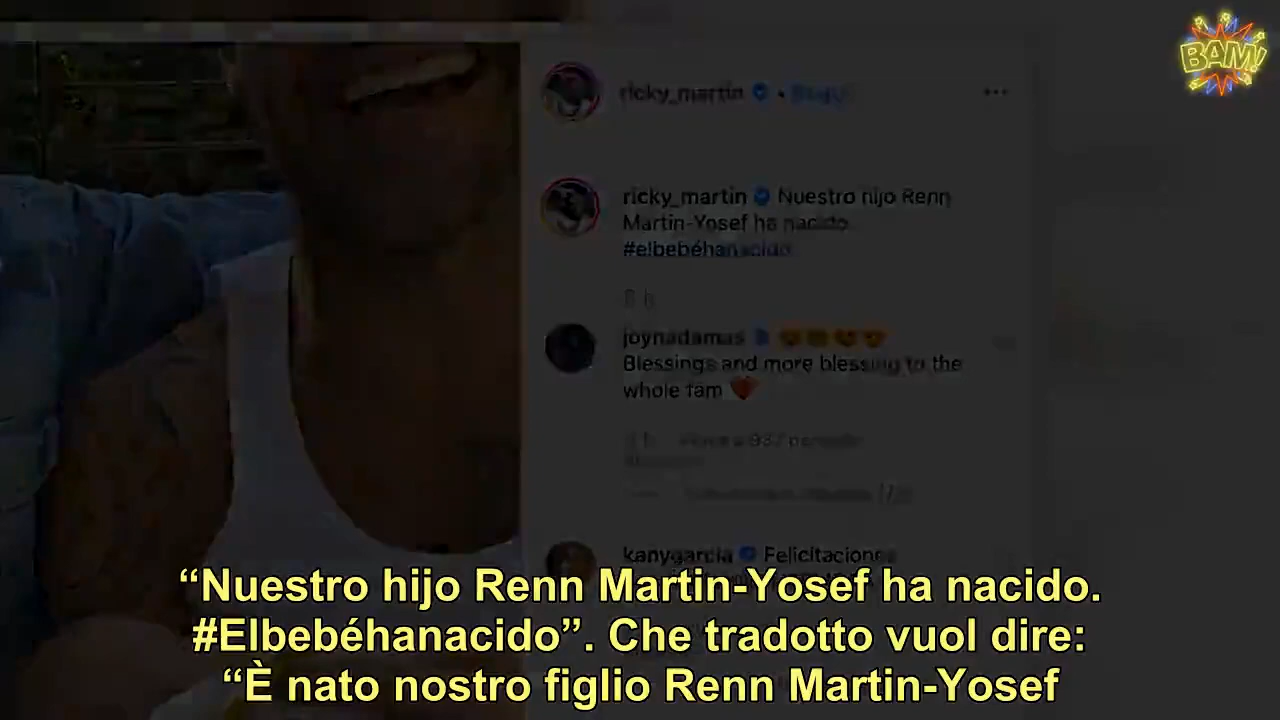 BAM!
ricky_martin
ricky_martin Nuestro hijo Renn
Martin-Yosef ha nacido.
#elbebéhanacido
joynadamas
Blessings and more blessing to the
whole fam
kanygarcia Felicitaciones
“Nuestro hijo Renn Martin-Yosef ha nacido.
#Elbebéhanacido”. Che tradotto vuol dire:
“È nato nostro figlio Renn Martin-Yosef